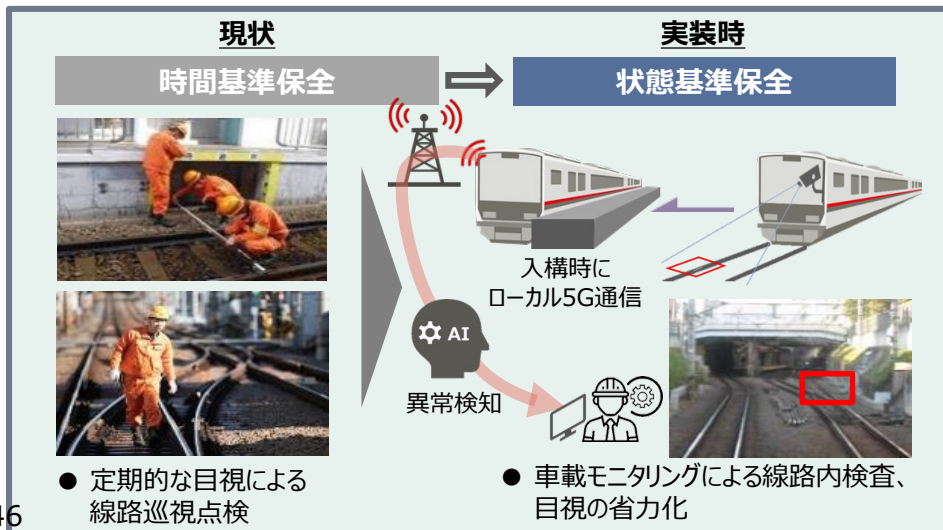 現状
時間基準保全
実装時
状態基準保全
入構時に
ローカル5G通信
AI
異常検知
● 定期的な目視による
線路巡視点検
● 車載モニタリングによる線路内検査、
目視の省力化